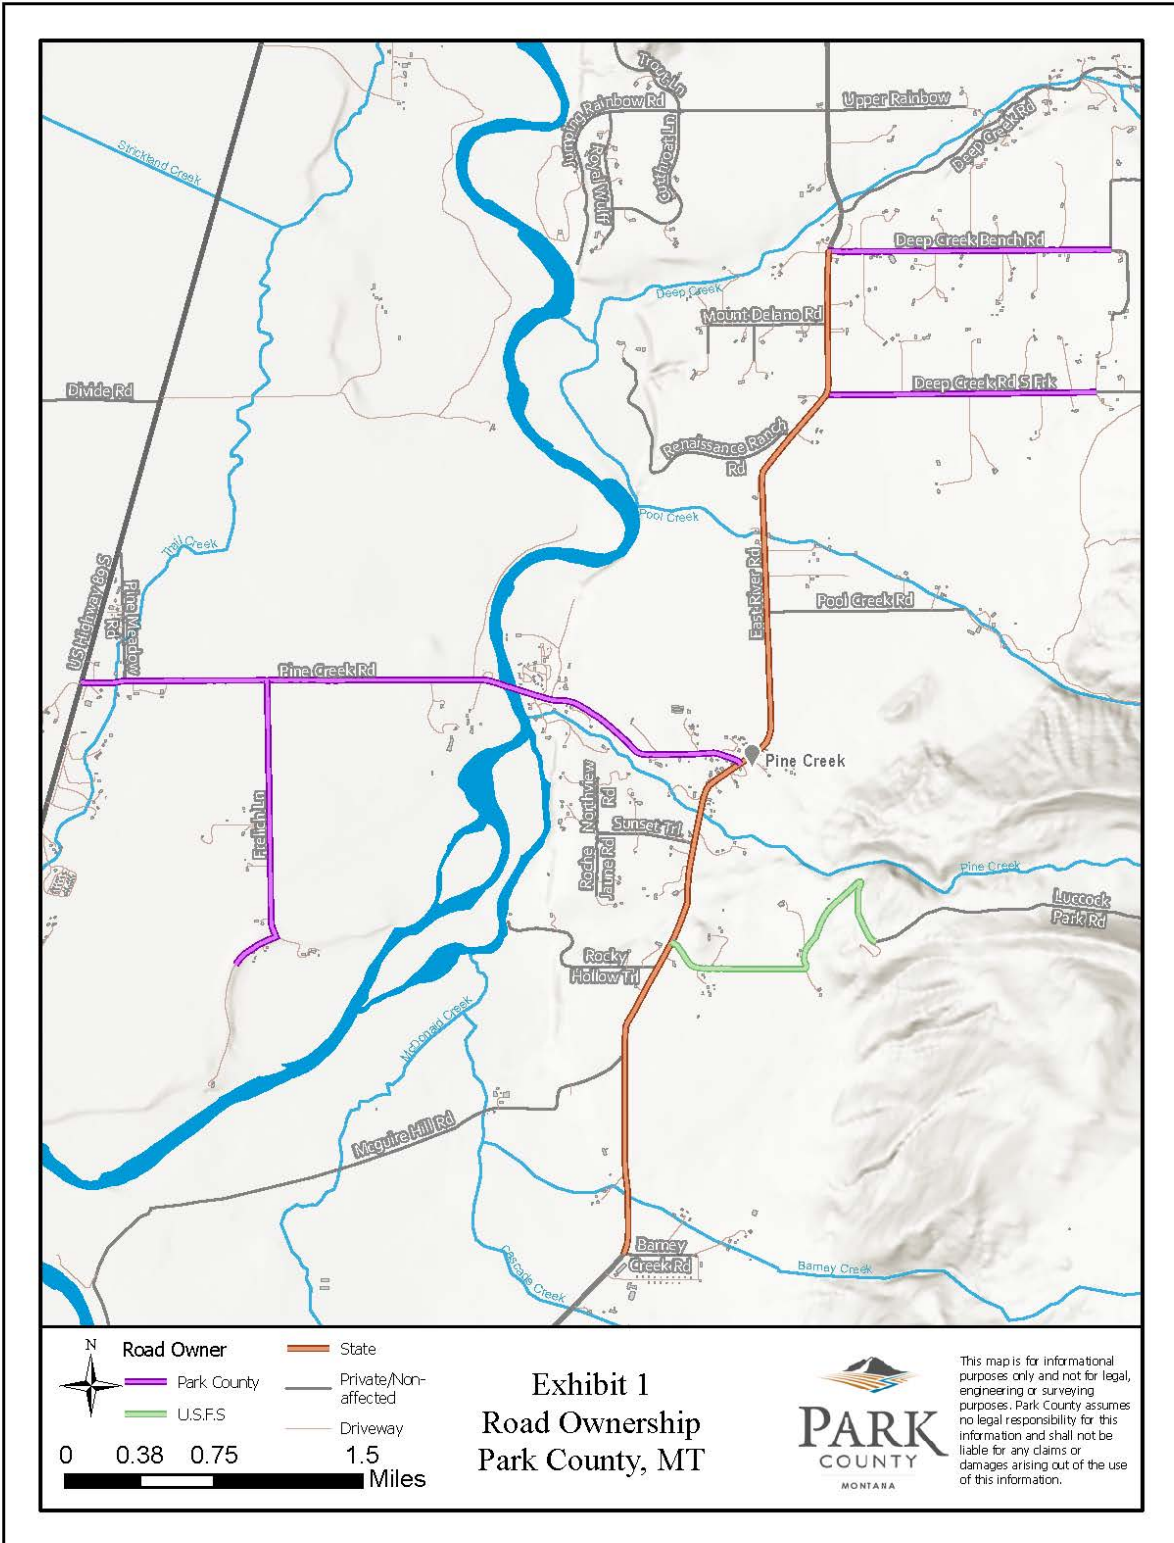 Trout Ln
Jumping Rainbow Rd
Upper Rainbow
Deep Creek Rd
Cutthroat Ln
Royal Wulff
Strickland Creek
Deep Creek Bench Rd
Deep Creek
Mount Delano Rd
Divide Rd
Deep Creek Rd S Frk
Renaissance Ranch
Rd
Pool Creek
Trail Creek
US Highway 89 S
Pine Meadow
Rd
East River Rd
Pool Creek Rd
Pine Creek Rd
Pine Creek
Frelich Ln
Northview
Rd
Sunset Trl
Roche
Jaune Rd
Pine Creek
Luccock
Park Rd
Rocky
Hollow Trl
McDonald Creek
Mcguire Hill Rd
Barney
Creek Rd
Cascade Creek
Barney Creek
N
Road Owner
Park County
U.S.F.S
State
Private/Non-
affected
Driveway
0 0.38 0.75 1.5
Miles
Exhibit 1
Road Ownership
Park County, MT
PARK
COUNTY
MONTANA
This map is for informational
purposes only and not for legal,
engineering or surveying
purposes. Park County assumes
no legal responsibility for this
information and shall not be
liable for any claims or
damages arising out of the use
of this information.